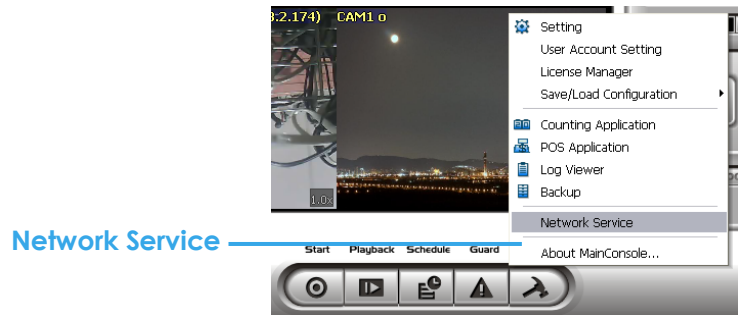 3:2.174) CAM1 o
Setting
User Account Setting
License Manager
Save/Load Configuration
Counting Application
POS Application
Log Viewer
Backup
1.0x
Network Service
Network Service
Start Playback Schedule Guard
About MainConsole...